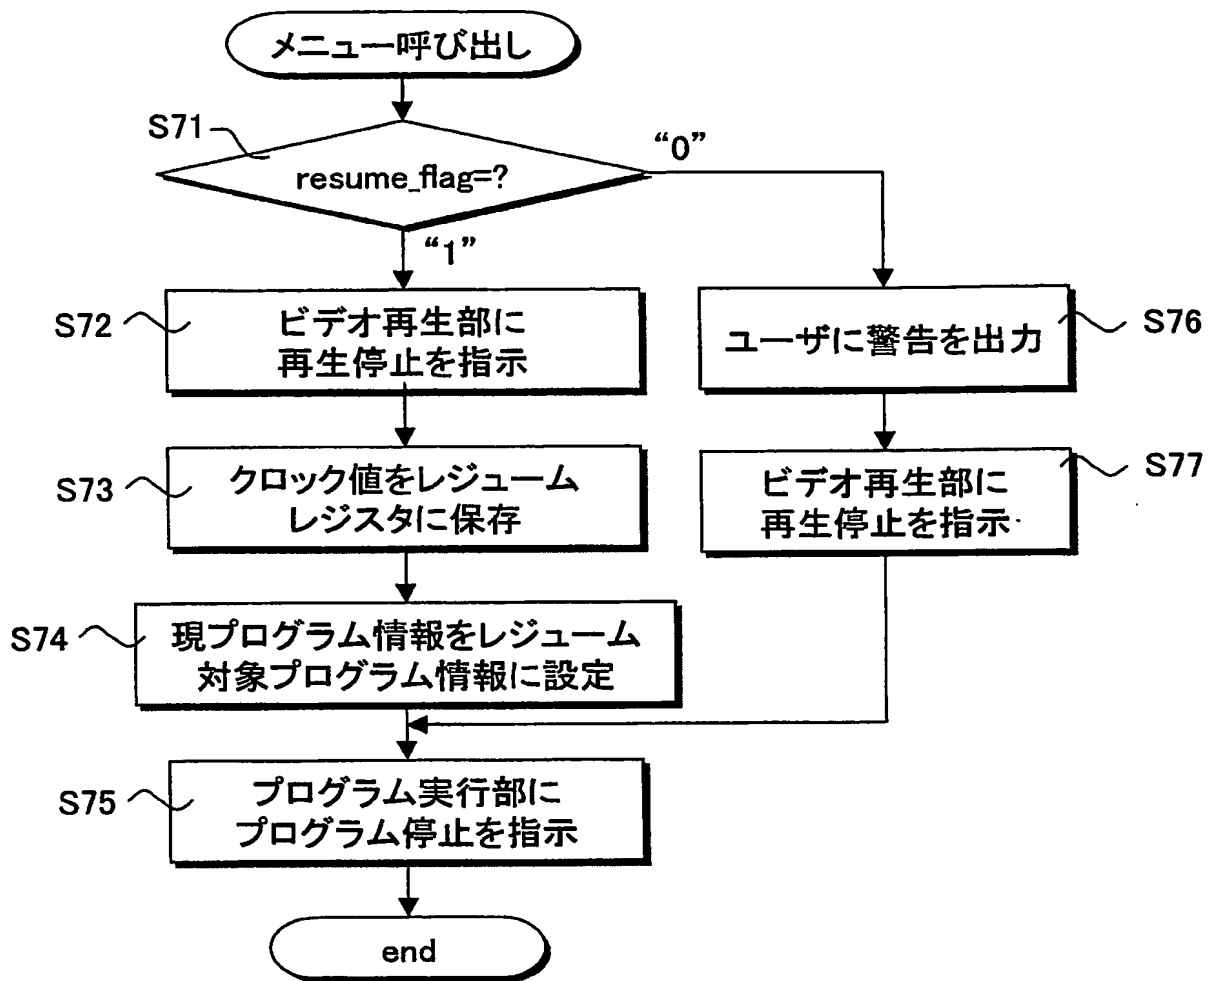 メニュー呼び出し
S71
resume_flag=?
“0”
“1”
S72
ビデオ再生部に
再生停止を指示
S76
ユーザに警告を出力
S73
クロック値をレジューム
レジスタに保存
S77
ビデオ再生部に
再生停止を指示
S74
現プログラム情報をレジューム
対象プログラム情報に設定
S75
プログラム実行部に
プログラム停止を指示
end